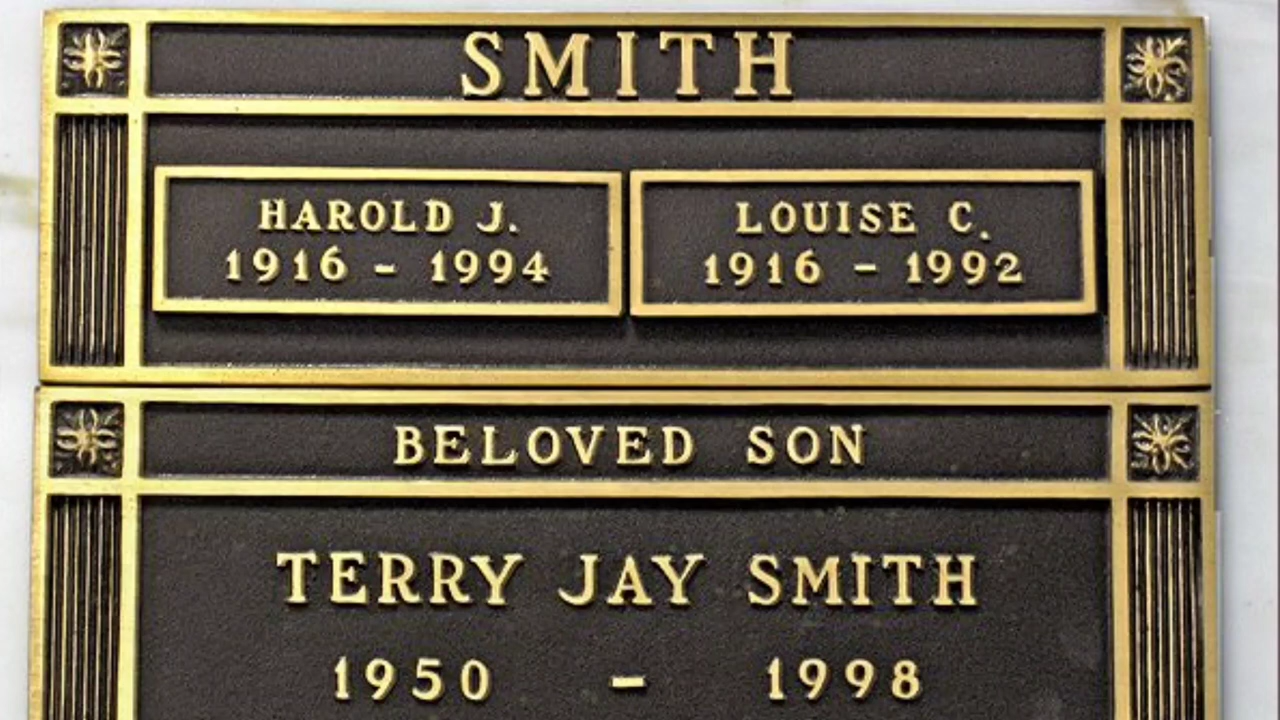 SMITH
HAROLD J.
1916 - 1994
LOUISE C.
1916 - 1992
BELOVED SON
TERRY JAY SMITH
1950 - 1998